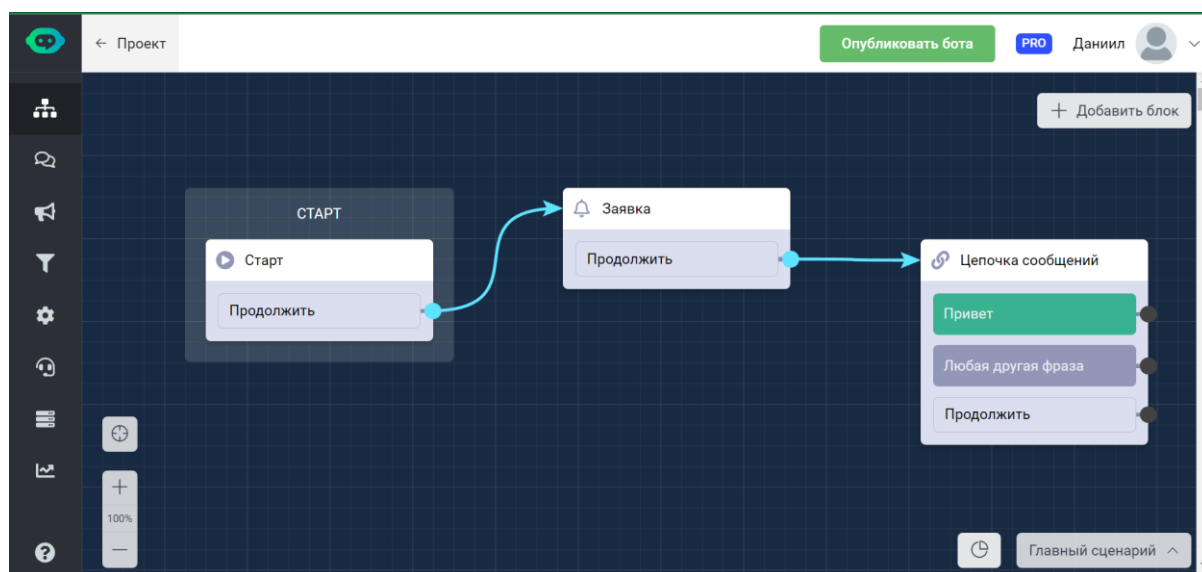 ← Проект
Опубликовать бота
PRO
Даниил
+ Добавить блок
СТАРТ
Старт
Продолжить
Заявка
Продолжить
Цепочка сообщений
Привет
Любая другая фраза
Продолжить
+
100%
—
Главный сценарий
?